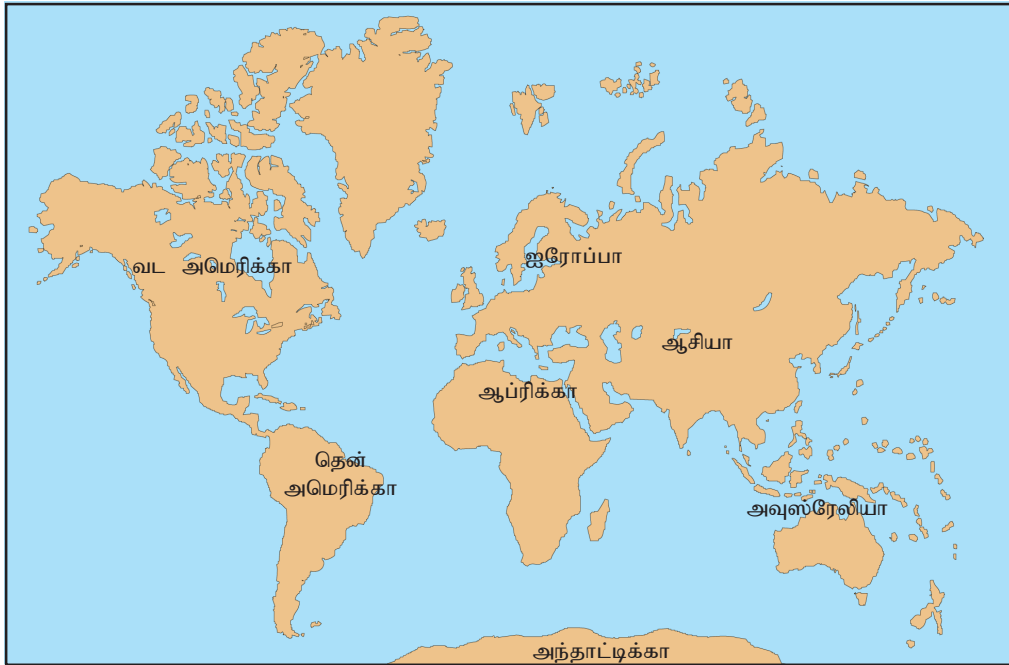 வட அமெரிக்கா
ஐரோப்பா
ஆசியா
ஆப்ரிக்கா
தென்
அமெரிக்கா
அவுஸ்ரேலியா
அந்தாட்டிக்கா